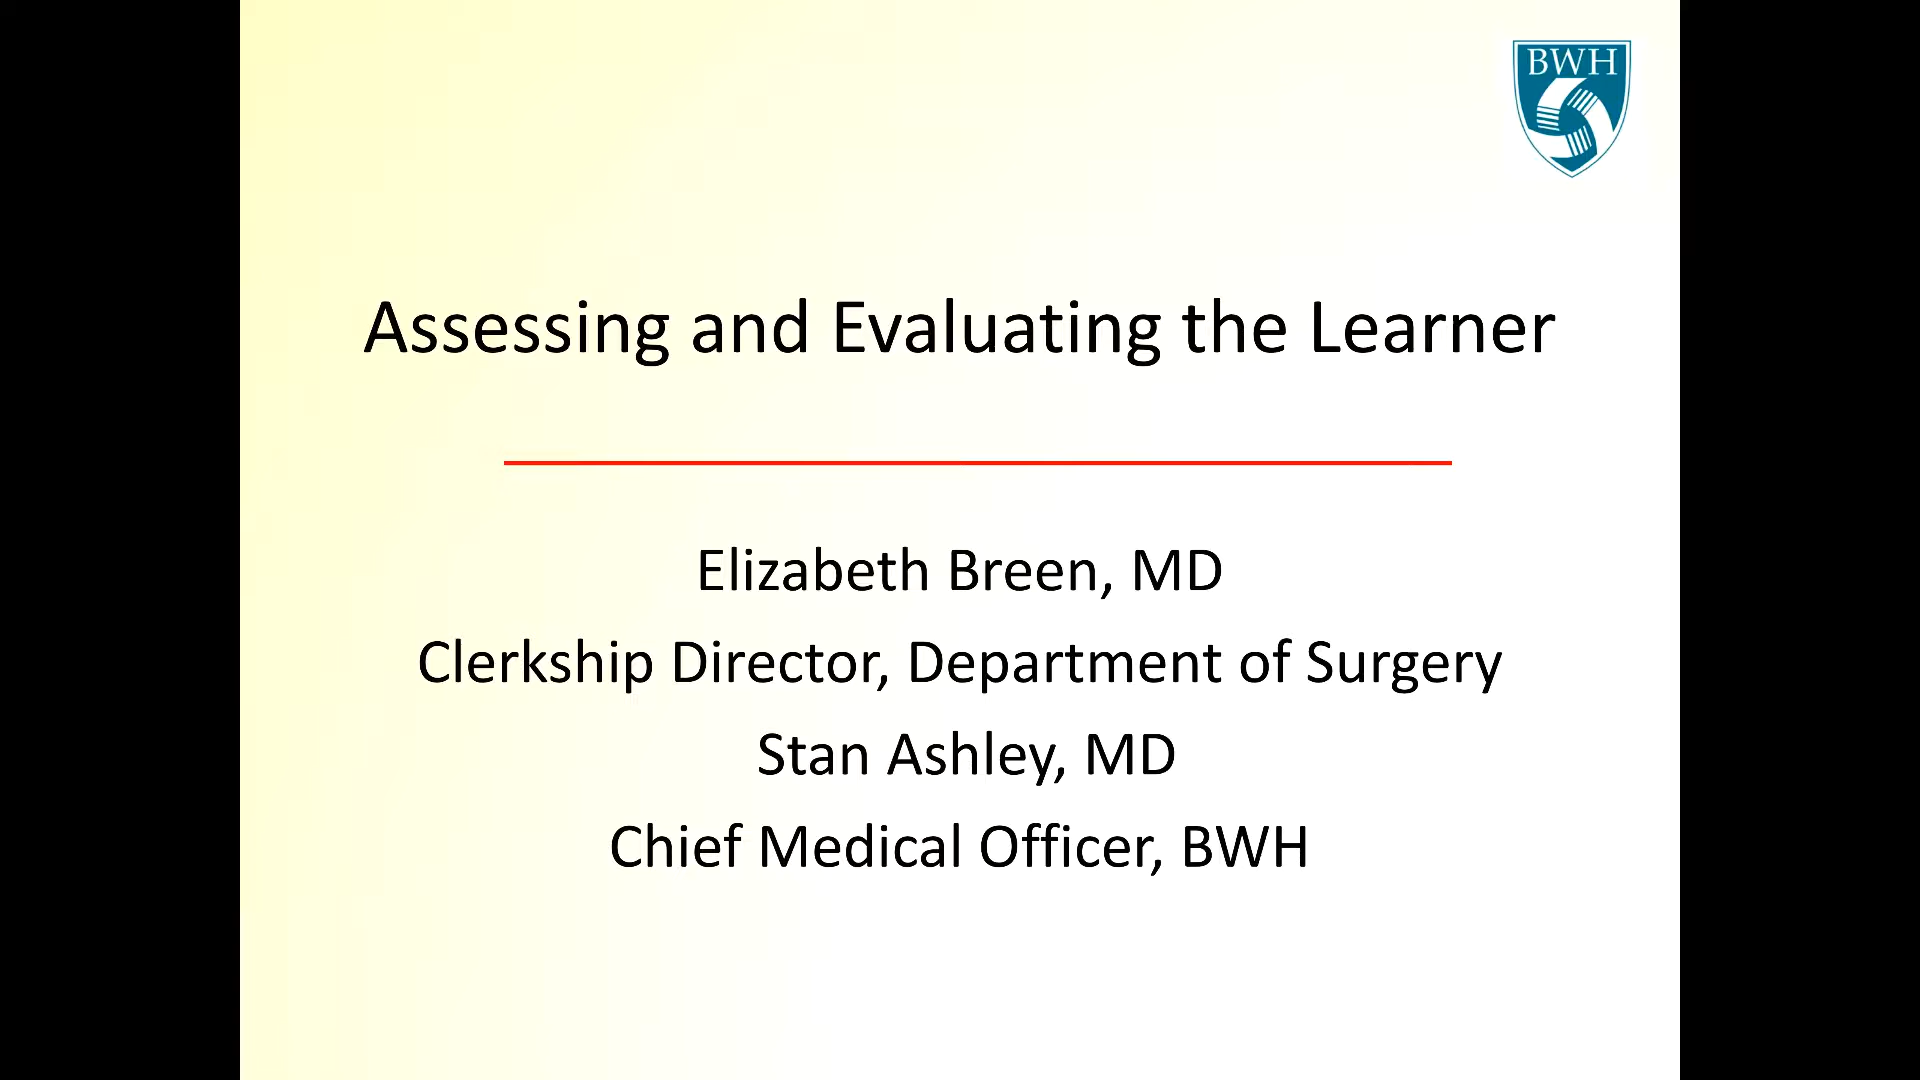 BWH
Assessing and Evaluating the Learner
Elizabeth Breen, MD
Clerkship Director, Department of Surgery
Stan Ashley, MD
Chief Medical Officer, BWH